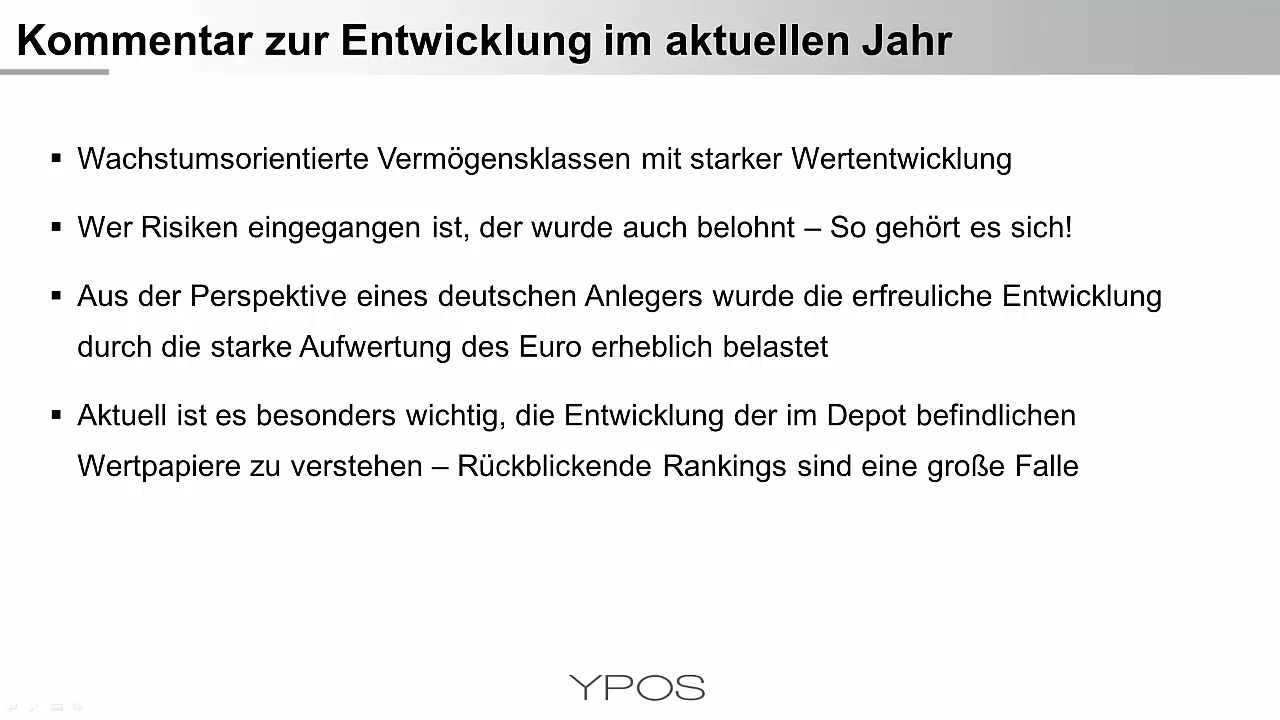 Kommentar zur Entwicklung im aktuellen Jahr
▪ Wachstumsorientierte Vermögensklassen mit starker Wertentwicklung
▪ Wer Risiken eingegangen ist, der wurde auch belohnt – So gehört es sich!
▪ Aus der Perspektive eines deutschen Anlegers wurde die erfreuliche Entwicklung
durch die starke Aufwertung des Euro erheblich belastet
▪ Aktuell ist es besonders wichtig, die Entwicklung der im Depot befindlichen
Wertpapiere zu verstehen – Rückblickende Rankings sind eine große Falle
YPOS